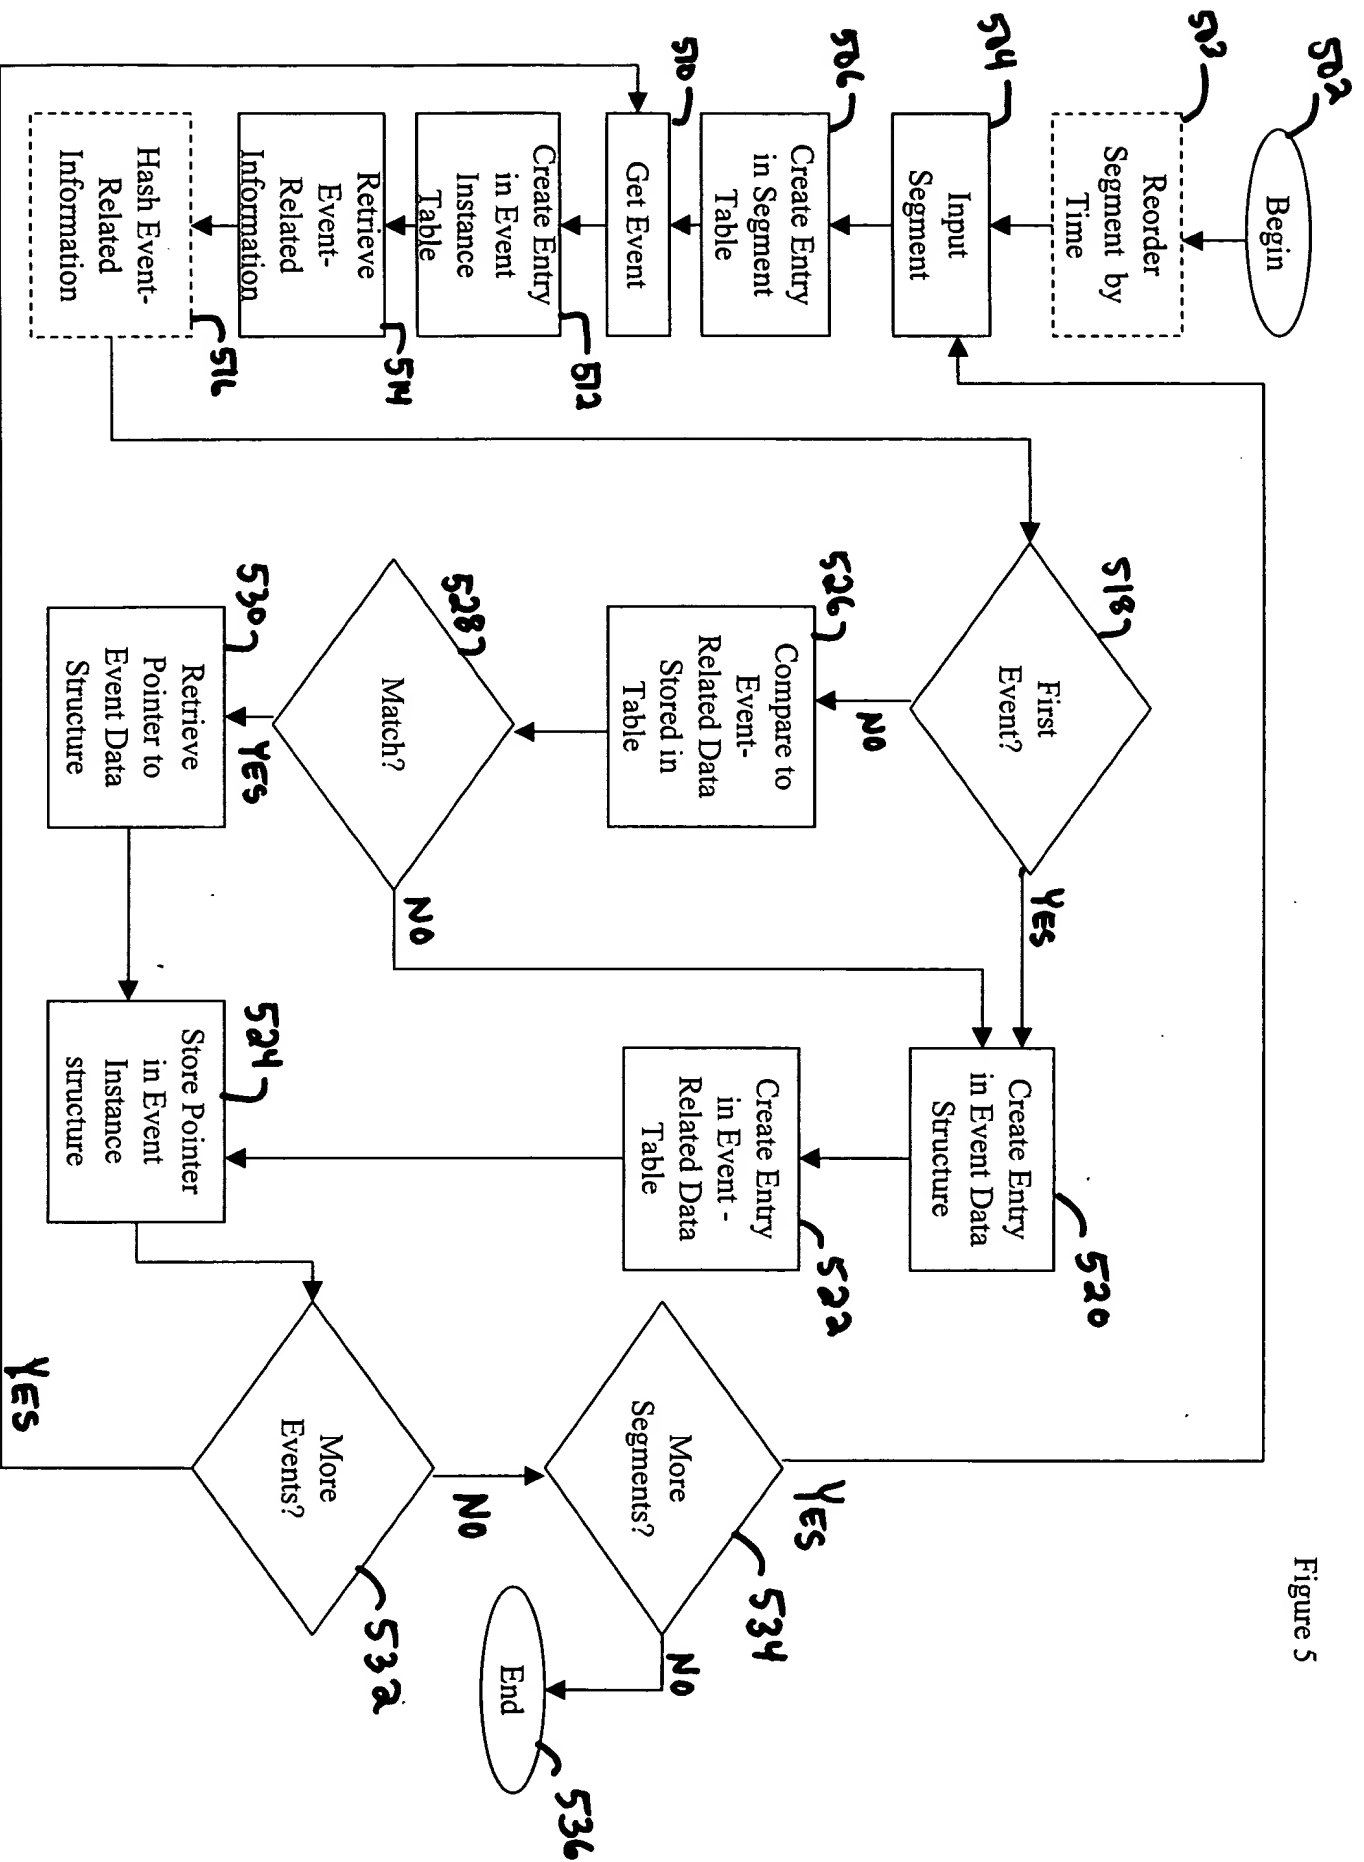 Figure 5
502
Begin
503
Reorder
Segment by
Time
504
Input
Segment
506
Create Entry
in Segment
Table
510
Get Event
512
Create Entry
in Event
Instance
Table
514
Retrieve
Event-
Related
Information
516
Hash Event-
Related
Information
518
First
Event?
NO
YES
526
Compare to
Event-
Related Data
Stored in
Table
528
Match?
YES
NO
530
Retrieve
Pointer to
Event Data
Structure
520
Create Entry
in Event Data
Structure
522
Create Entry
in Event -
Related Data
Table
524
Store Pointer
in Event
Instance
structure
532
More
Events?
YES
NO
534
More
Segments?
YES
NO
End
536